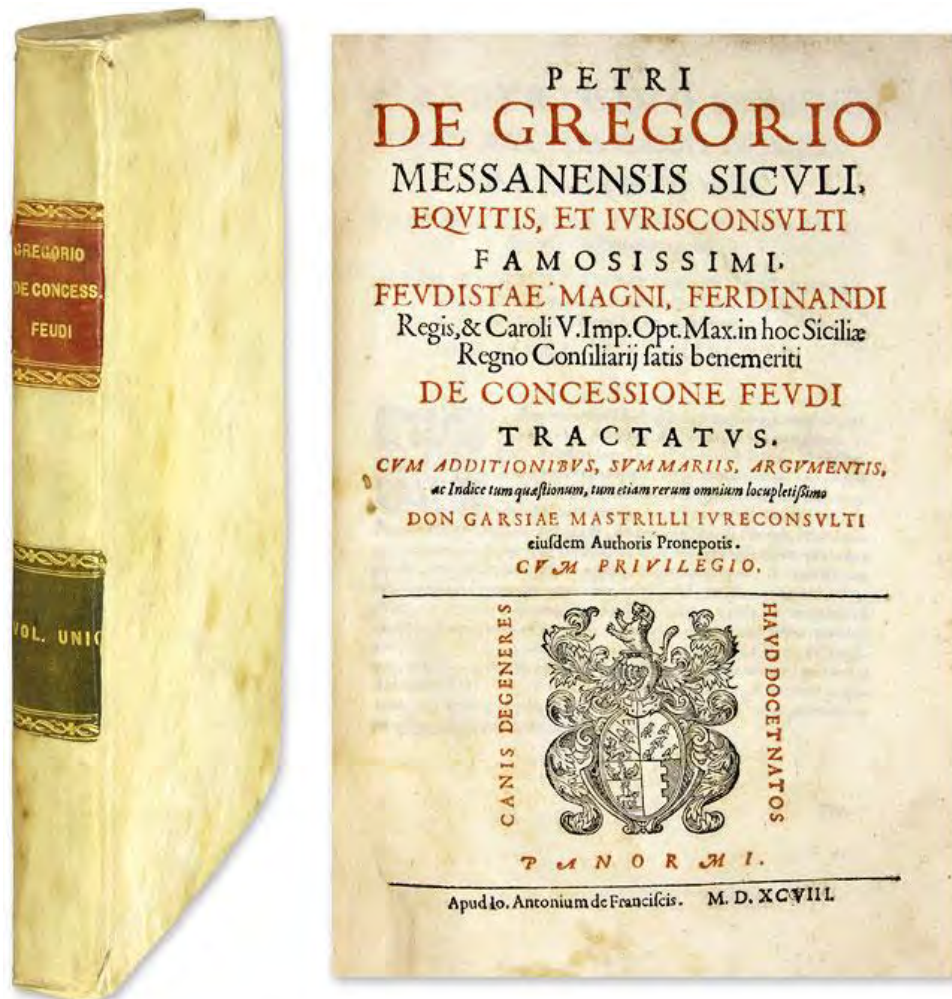 GREGORIO
DE CONCESS.
FEUDI
VOL. UNIC
PETRI
DE GREGORIO
MESSANENSIS SICVLI,
EQVITIS, ET IVRISCONSVLTI
FAMOSISSIMI,
FEVDISTAE MAGNI, FERDINANDI
Regis, & Caroli V. Imp. Opt. Max. in hoc Siciliæ
Regno Conſiliarij ſatis benemeriti
DE CONCESSIONE FEVDI
TRACTATVS.
CVM ADDITIONIBVS, SVMMARIIS, ARGVMENTIS,
ac Indice tum quæſtionum, tum etiam rerum omnium locupletiſſimo
DON GARSIAE MASTRILLI IVRECONSVLTI
eiuſdem Authoris Pronepotis.
CVM PRIVILEGIO.
CANIS DEGENERES
HAVD DOCET NATOS
PANORMI.
Apud Io. Antonium de Franciſcis. M. D. XCVIII.